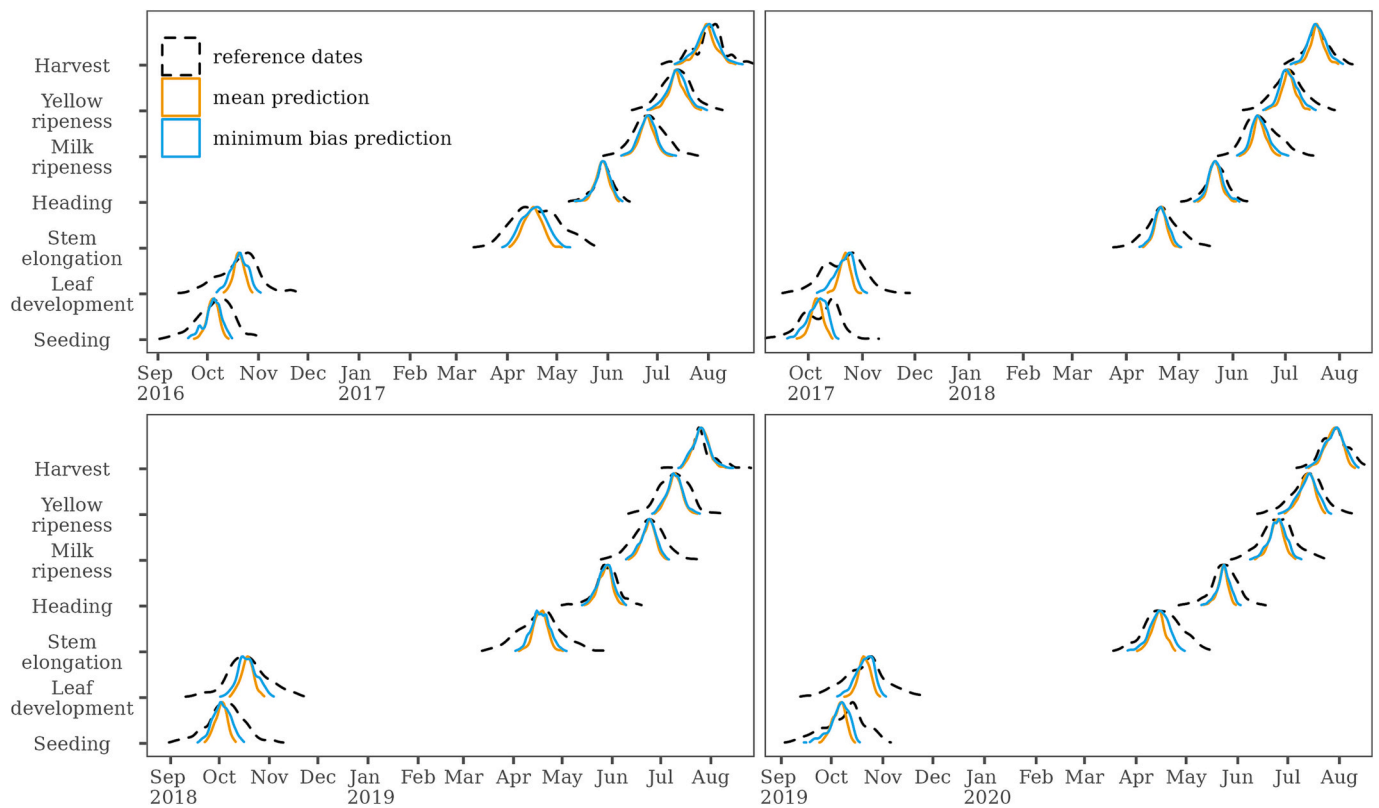 reference dates
mean prediction
minimum bias prediction
Harvest
Yellow
ripeness
Milk
ripeness
Heading
Stem
elongation
Leaf
development
Seeding
Sep Oct Nov Dec Jan Feb Mar Apr May Jun Jul Aug
2016 2017
Oct Nov Dec Jan Feb Mar Apr May Jun Jul Aug
2017 2018
Harvest
Yellow
ripeness
Milk
ripeness
Heading
Stem
elongation
Leaf
development
Seeding
Sep Oct Nov Dec Jan Feb Mar Apr May Jun Jul Aug
2018 2019
Sep Oct Nov Dec Jan Feb Mar Apr May Jun Jul Aug
2019 2020